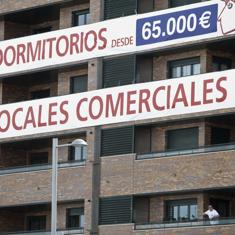 DORMITORIOS DESDE 65.000 €
LOCALES COMERCIALES